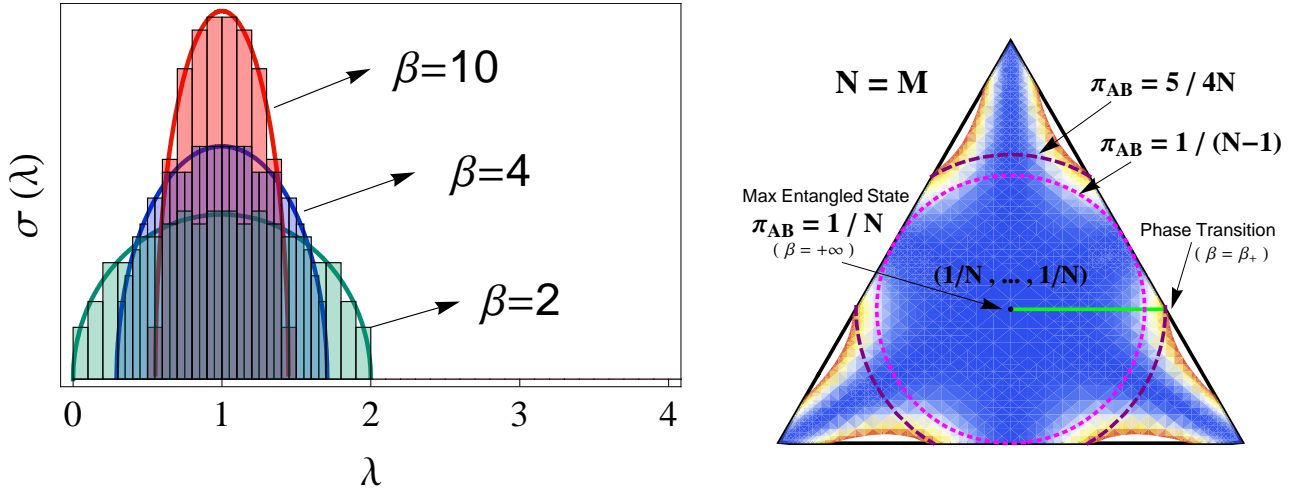 σ (λ)
β=10
β=4
β=2
0 1 2 3 4
λ
N = M
π_AB = 5 / 4N
π_AB = 1 / (N−1)
Max Entangled State
π_AB = 1 / N
( β = +∞ )
(1/N , ... , 1/N)
Phase Transition
( β = β₊ )